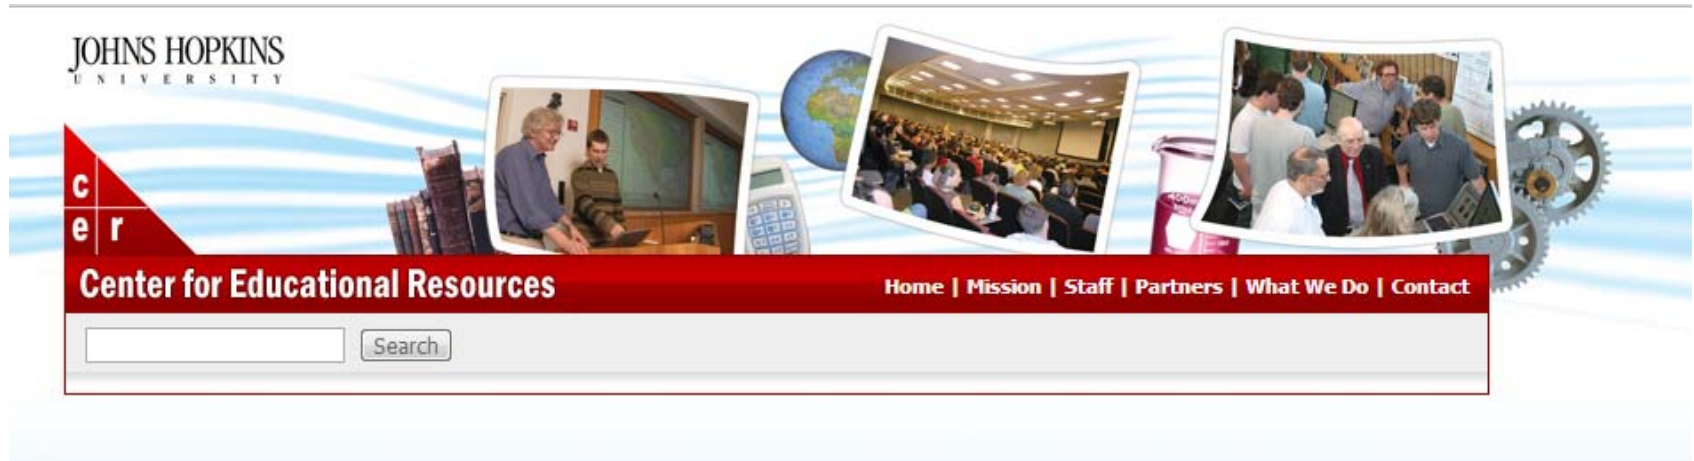 JOHNS HOPKINS
UNIVERSITY
c
e r
Center for Educational Resources
Home | Mission | Staff | Partners | What We Do | Contact
Search